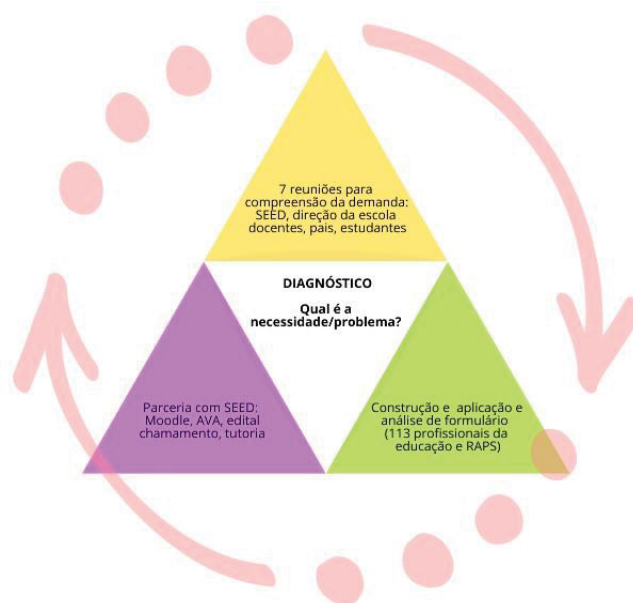 7 reuniões para
compreensão da demanda:
SEED, direção da escola
docentes, pais, estudantes
DIAGNÓSTICO
Qual é a
necessidade/problema?
Parceria com SEED:
Moodle, AVA, edital
chamamento, tutoria
Construção e aplicação e
análise de formulário
(113 profissionais da
educação e RAPS)